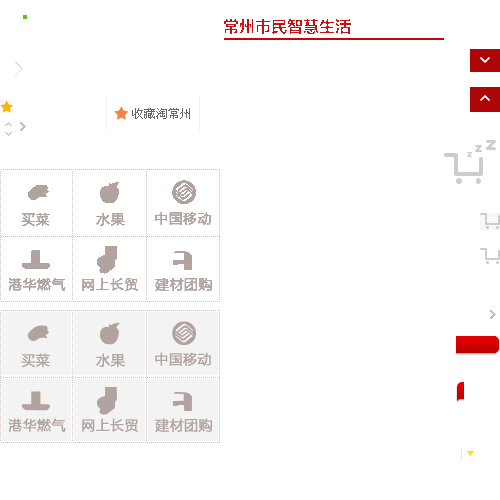 常州市民智慧生活
收藏淘常州
买菜 水果 中国移动
港华燃气 网上长贸 建材团购
买菜 水果 中国移动
港华燃气 网上长贸 建材团购